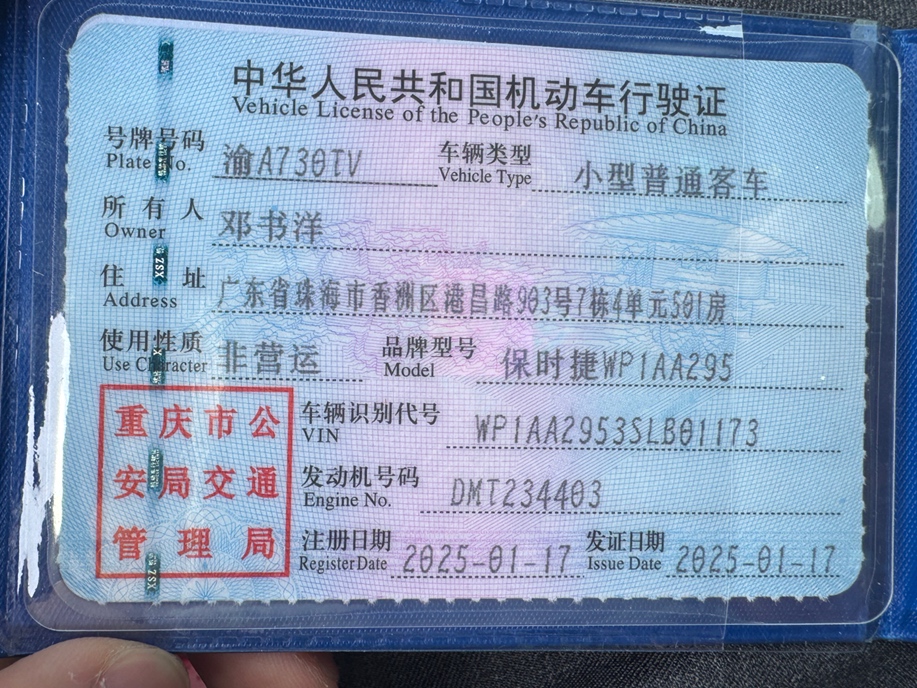 中华人民共和国机动车行驶证
Vehicle License of the People's Republic of China
号牌号码 渝A730TV 车辆类型 小型普通客车
Plate No. Vehicle Type
所有人 邓书洋
Owner
住址 广东省珠海市香洲区港昌路903号7栋4单元501房
Address
使用性质 非营运 品牌型号 保时捷WP1AA295
Use Character Model
重庆市公 车辆识别代号 WP1AA2953SLB01173
VIN
安局交通 发动机号码 DMT234403
Engine No.
管理局 注册日期 2025-01-17 发证日期 2025-01-17
Register Date Issue Date